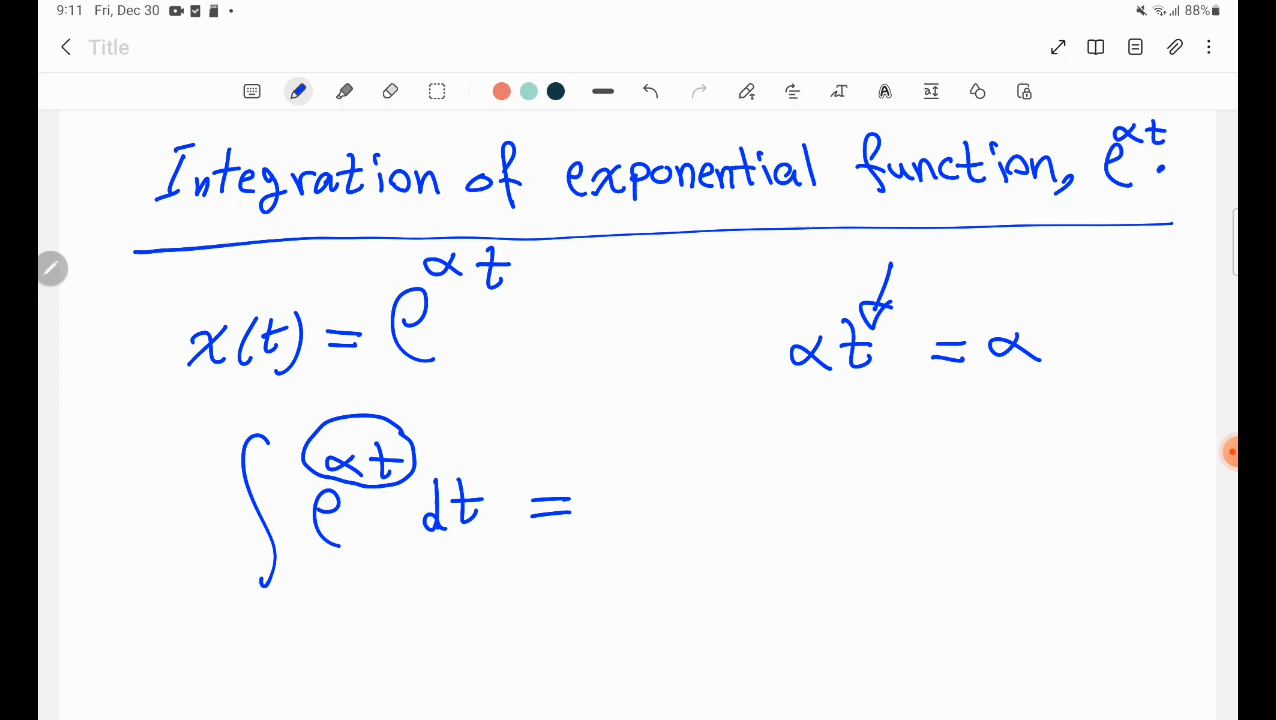 9:11 Fri, Dec 30 88%
Title
Integration of exponential function, e^αt.
x(t) = e^αt
αt = α
∫ e^αt dt =